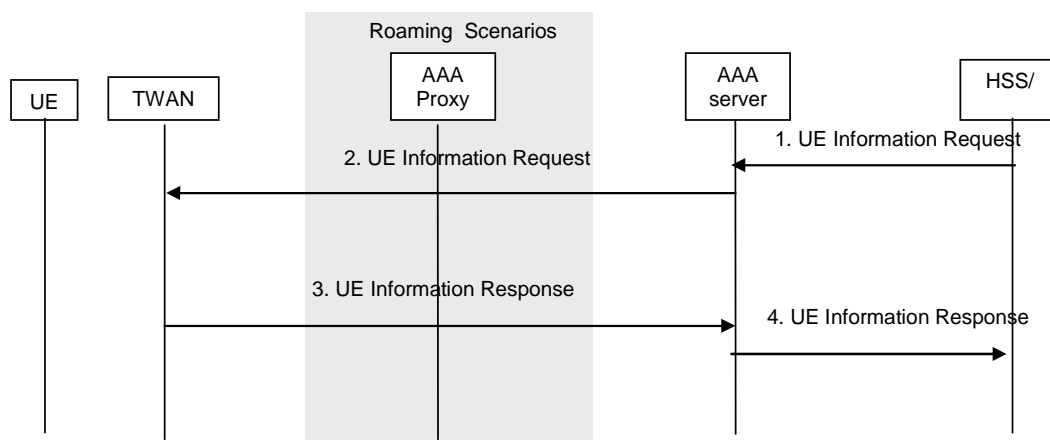 Roaming Scenarios
UE
TWAN
AAA
Proxy
AAA
server
HSS/
1. UE Information Request
2. UE Information Request
3. UE Information Response
4. UE Information Response